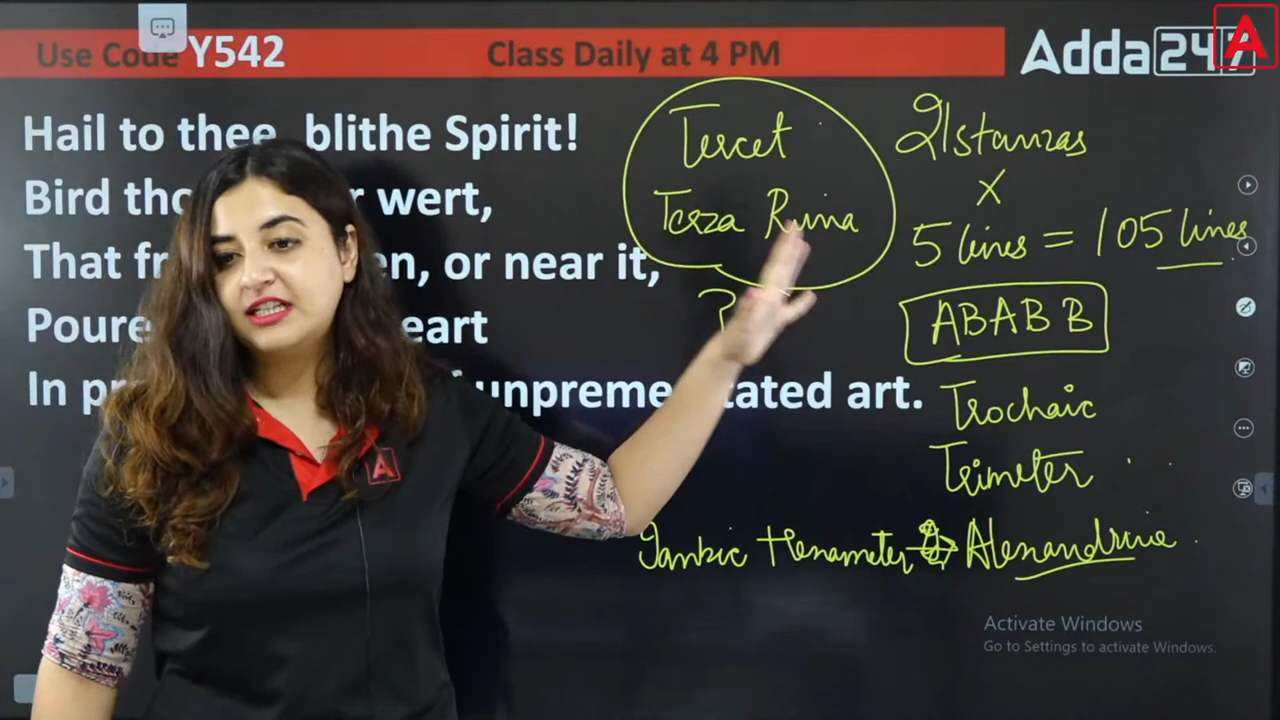 Use Code Y542
Class Daily at 4 PM
Adda 247
A
Hail to thee, blithe Spirit!
Bird tho r wert,
That fr en, or near it,
Poure eart
In pr unpreme tated art.
Tercet
Terza Rima
?
21 stanzas
X
5 lines = 105 lines
ABABB
Trochaic
Trimeter
Iambic Hexameter → Alexandrine
A
Activate Windows
Go to Settings to activate Windows.